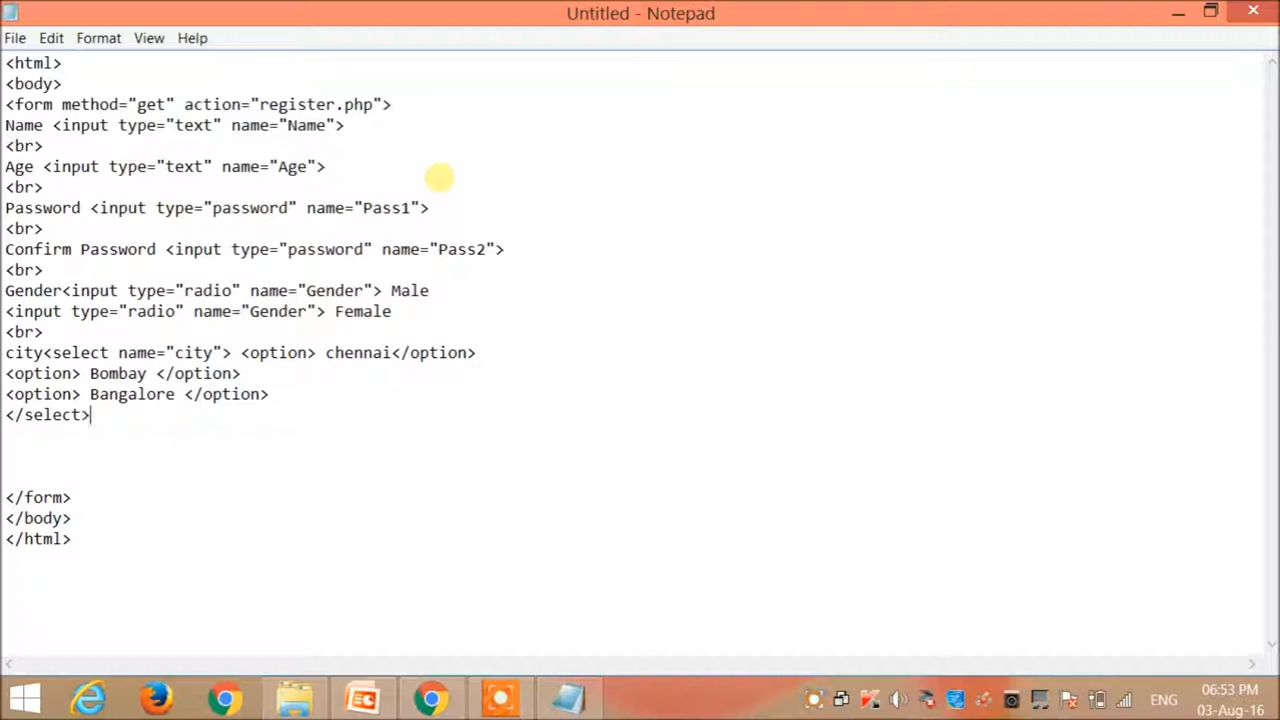 Untitled - Notepad
File Edit Format View Help
<html>
<body>
<form method="get" action="register.php">
Name <input type="text" name="Name">
<br>
Age <input type="text" name="Age">
<br>
Password <input type="password" name="Pass1">
<br>
Confirm Password <input type="password" name="Pass2">
<br>
Gender<input type="radio" name="Gender"> Male
<input type="radio" name="Gender"> Female
<br>
city<select name="city"> <option> chennai</option>
<option> Bombay </option>
<option> Bangalore </option>
</select>
</form>
</body>
</html>
ENG
06:53 PM
03-Aug-16